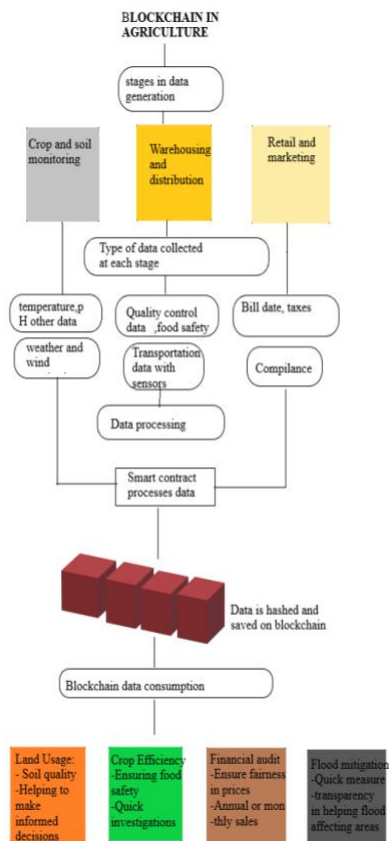 BLOCKCHAIN IN
AGRICULTURE
stages in data
generation
Crop and soil
monitoring
Warehousing
and
distribution
Retail and
marketing
Type of data collected
at each stage
temperature,p
H other data
weather and
wind
Quality control
data ,food safety
Transportation
data with
sensors
Bill date, taxes
Compilance
Data processing
Smart contract
processes data
Data is hashed and
saved on blockchain
Blockchain data consumption
Land Usage:
- Soil quality
-Helping to
make
informed
decisions
Crop Efficiency
-Ensuring food
safety
-Quick
investigations
Financial audit
-Ensure fairness
in prices
-Annual or mon
-thly sales
Flood mitigation
-Quick measure
-transparency
in helping flood
affecting areas